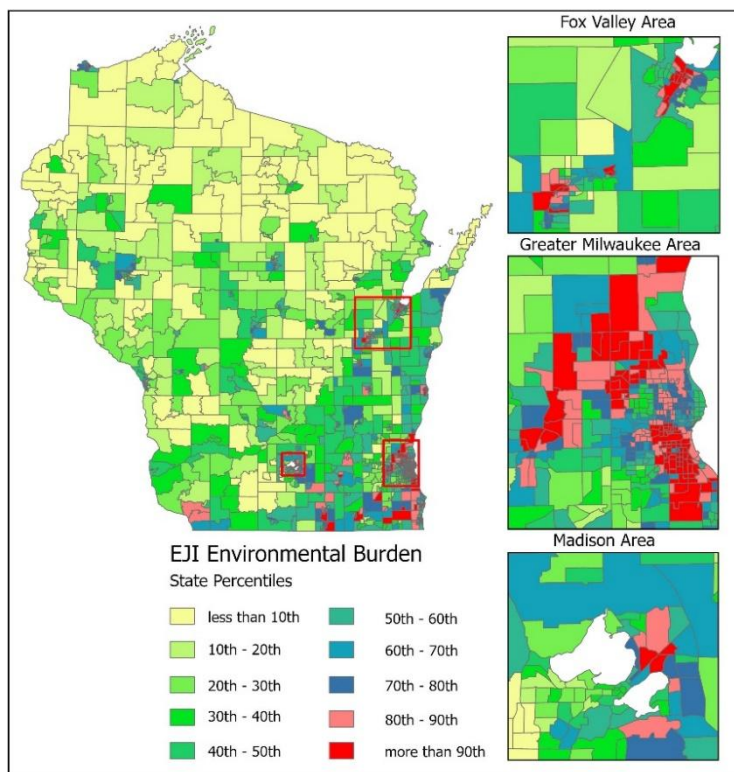 Fox Valley Area
Greater Milwaukee Area
Madison Area
EJI Environmental Burden
State Percentiles
less than 10th
10th - 20th
20th - 30th
30th - 40th
40th - 50th
50th - 60th
60th - 70th
70th - 80th
80th - 90th
more than 90th